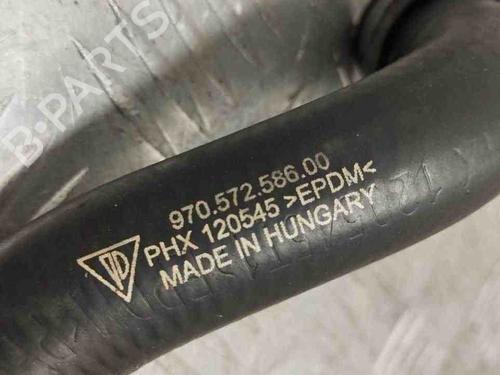 B-PARTS
970.572.586.00
PHX 120545 >EPDM<
MADE IN HUNGARY